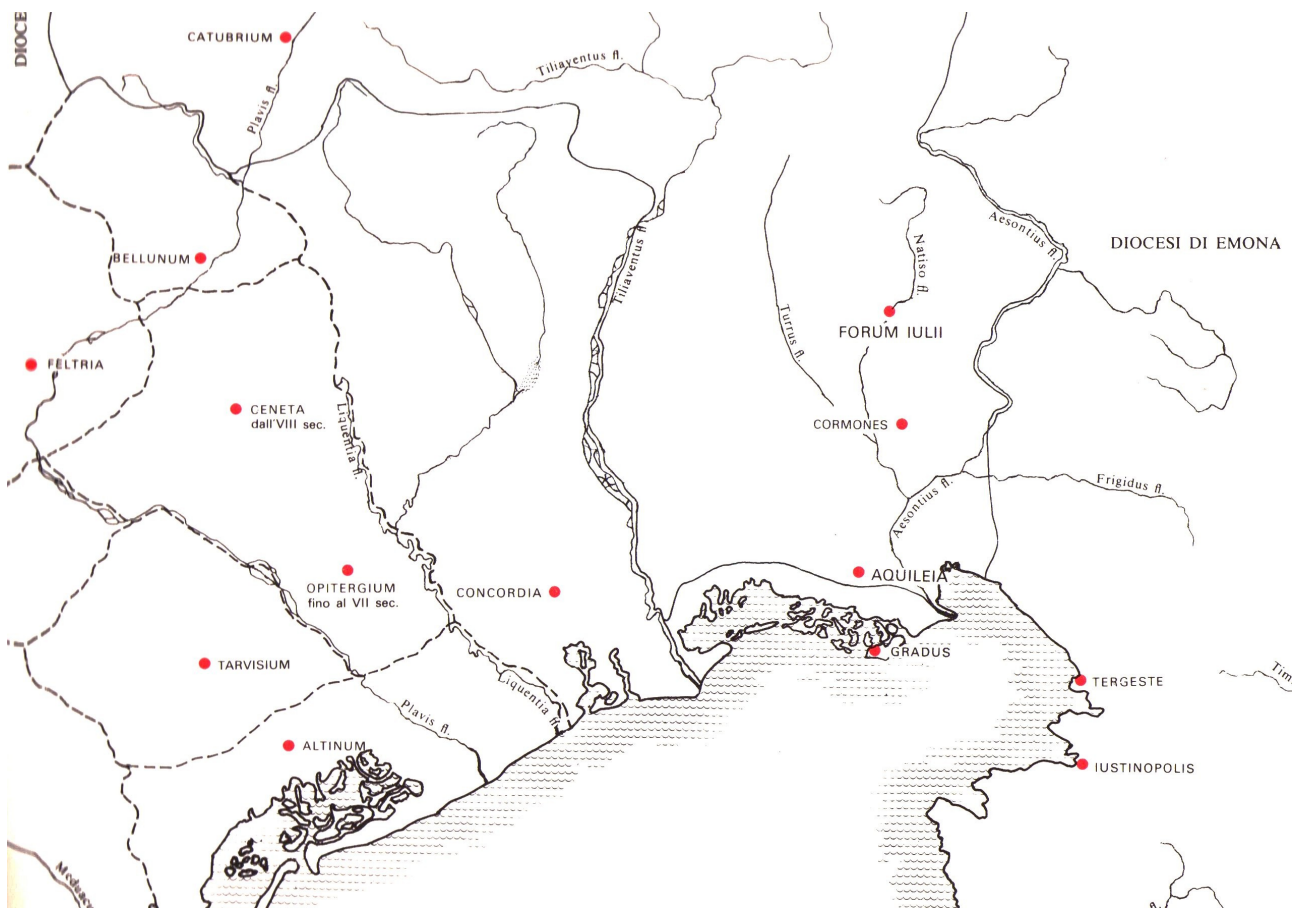 DIOCE
CATUBRIUM
Tiliaventus fl.
Plavis fl.
Aesontius fl.
DIOCESI DI EMONA
Natiso fl.
Tiliaventus fl.
BELLUNUM
Turrus fl.
FORUM IULII
FELTRIA
CENETA
dall'VIII sec.
Liquentia fl.
CORMONES
Frigidus fl.
Aesontius fl.
OPITERGIUM
fino al VII sec.
CONCORDIA
AQUILEIA
TARVISIUM
GRADUS
Liquentia fl.
TERGESTE
Tim
Plavis fl.
ALTINUM
IUSTINOPOLIS
Meduac